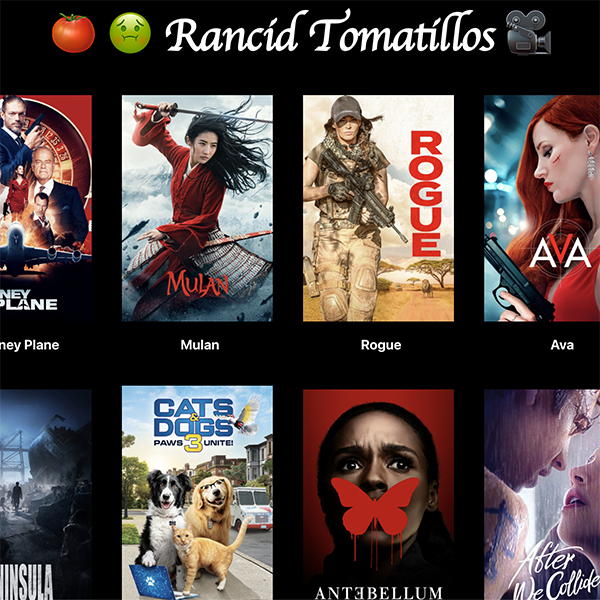 Rancid Tomatillos
NEY
PLANE
MULAN
ROGUE
AVA
ney Plane
Mulan
Rogue
Ava
CATS
&
DOGS
PAWS 3 UNITE!
NINSULA
ANTEBELLUM
After
We Collide